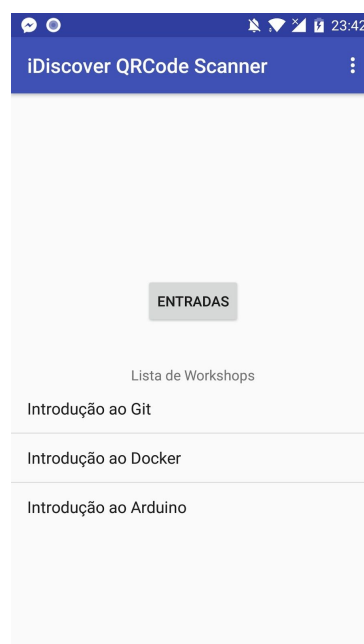 23:42
iDiscover QRCode Scanner
ENTRADAS
Lista de Workshops
Introdução ao Git
Introdução ao Docker
Introdução ao Arduino